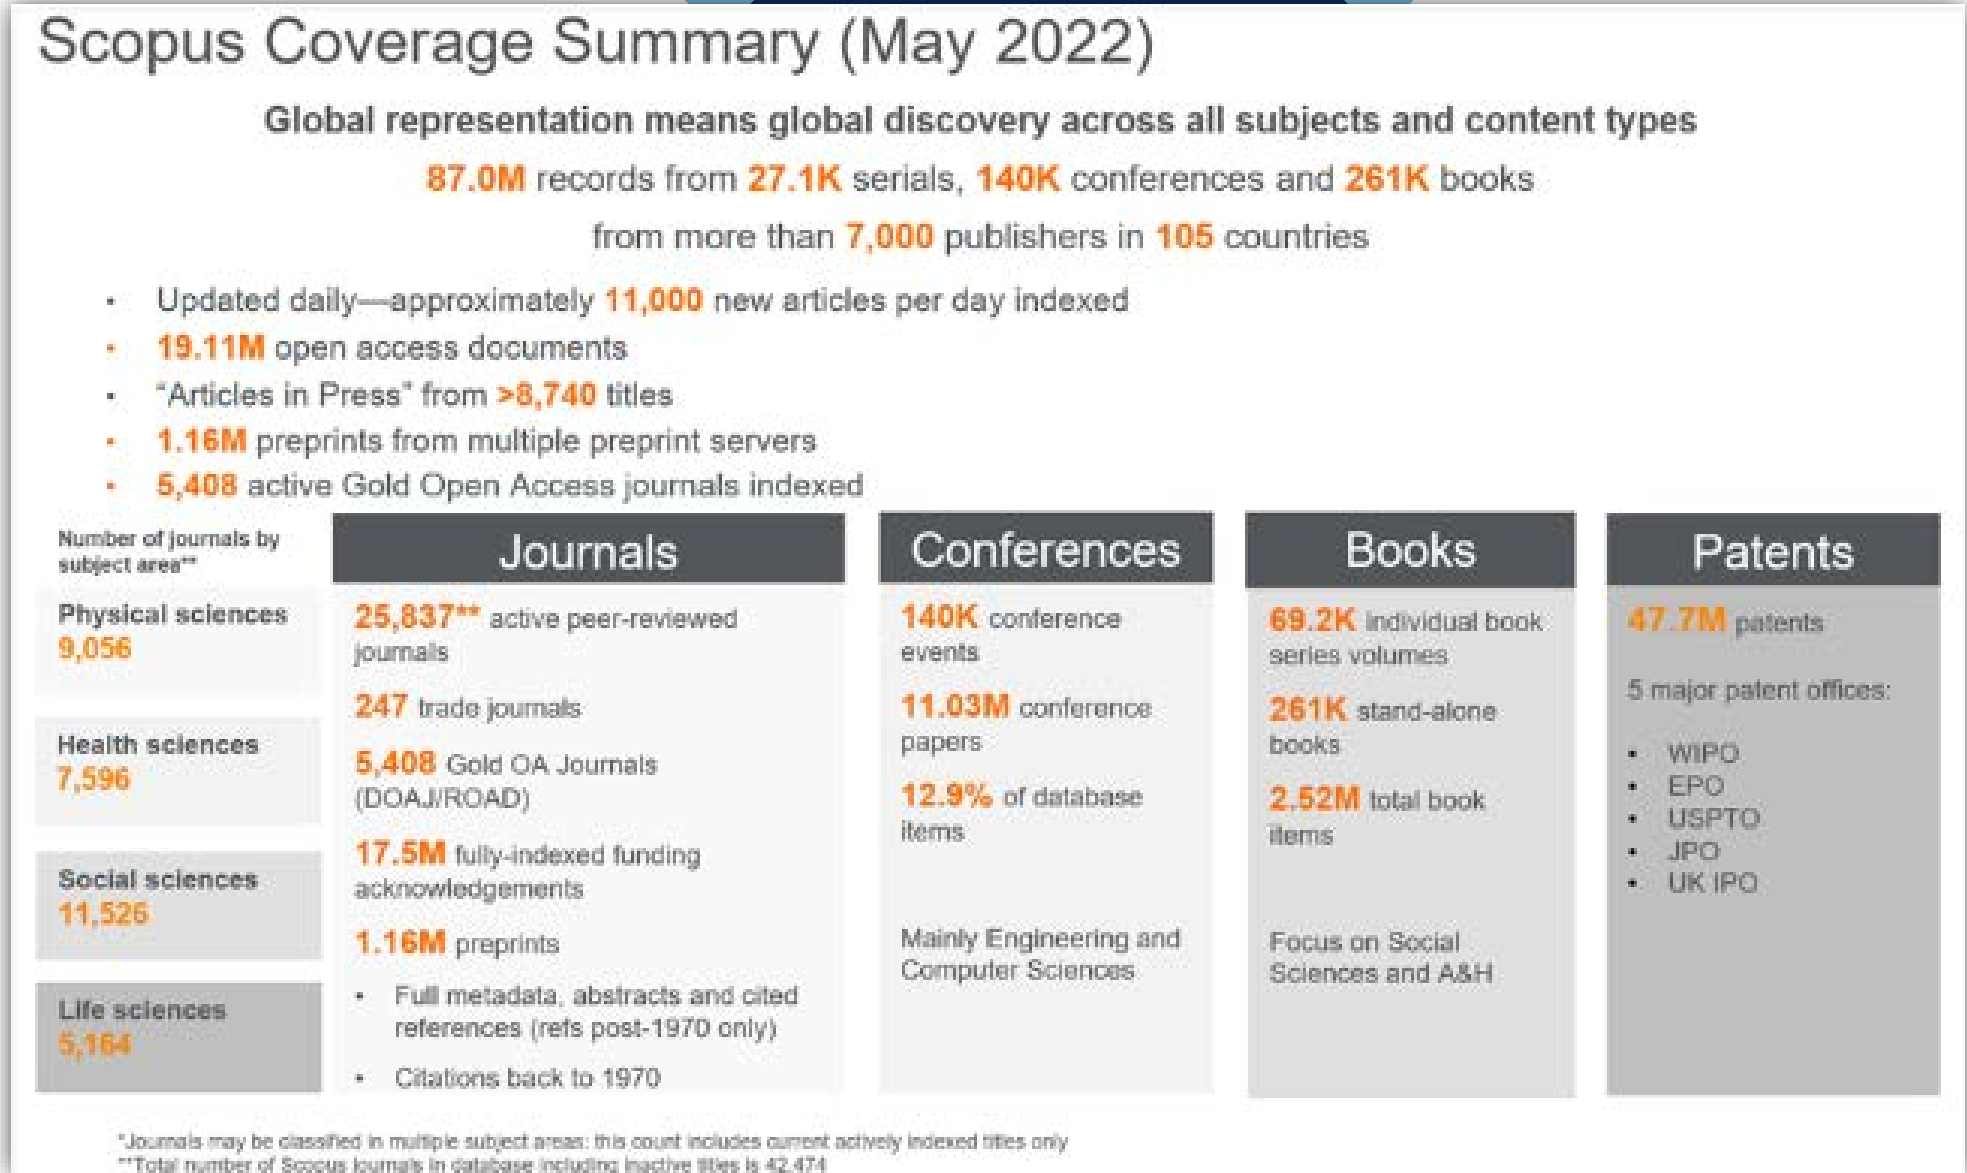 Scopus Coverage Summary (May 2022)
Global representation means global discovery across all subjects and content types
87.0M records from 27.1K serials, 140K conferences and 261K books
from more than 7,000 publishers in 105 countries
• Updated da—approximately 11,000 new articles per day indexed
• 19.11M open access documents
• "Articles in Press" from >8,740 titles
• 1.16M preprints from multiple preprint servers
• 5,408 active Gold Open Access journals indexed
Number of journals by
subject area**
Physical sciences
9,056
Health sciences
7,596
Social sciences
11,526
Life sciences
5,164
Journals
25,837** active peer-reviewed
journals
247 trade journals
5,408 Gold OA Journals
(DOAJ/ROAD)
17.5M fully-indexed funding
acknowledgements
1.16M preprints
• Full metadata, abstracts and cited
references (refs post-1970 only)
• Citations back to 1970
Conferences
140K conference
events
11.03M conference
papers
12.9% of database
items
Mainly Engineering and
Computer Sciences
Books
69.2K individual book
series volumes
261K stand-alone
books
2.52M total book
items
Focus on Social
Sciences and A&H
Patents
47.7M patents
5 major patent offices:
• WIPO
• EPO
• USPTO
• JPO
• UK IPO
*Journals may be classified in multiple subject areas: this count includes current actively indexed titles only
**Total number of Scopus journals in database including inactive titles is 42,474